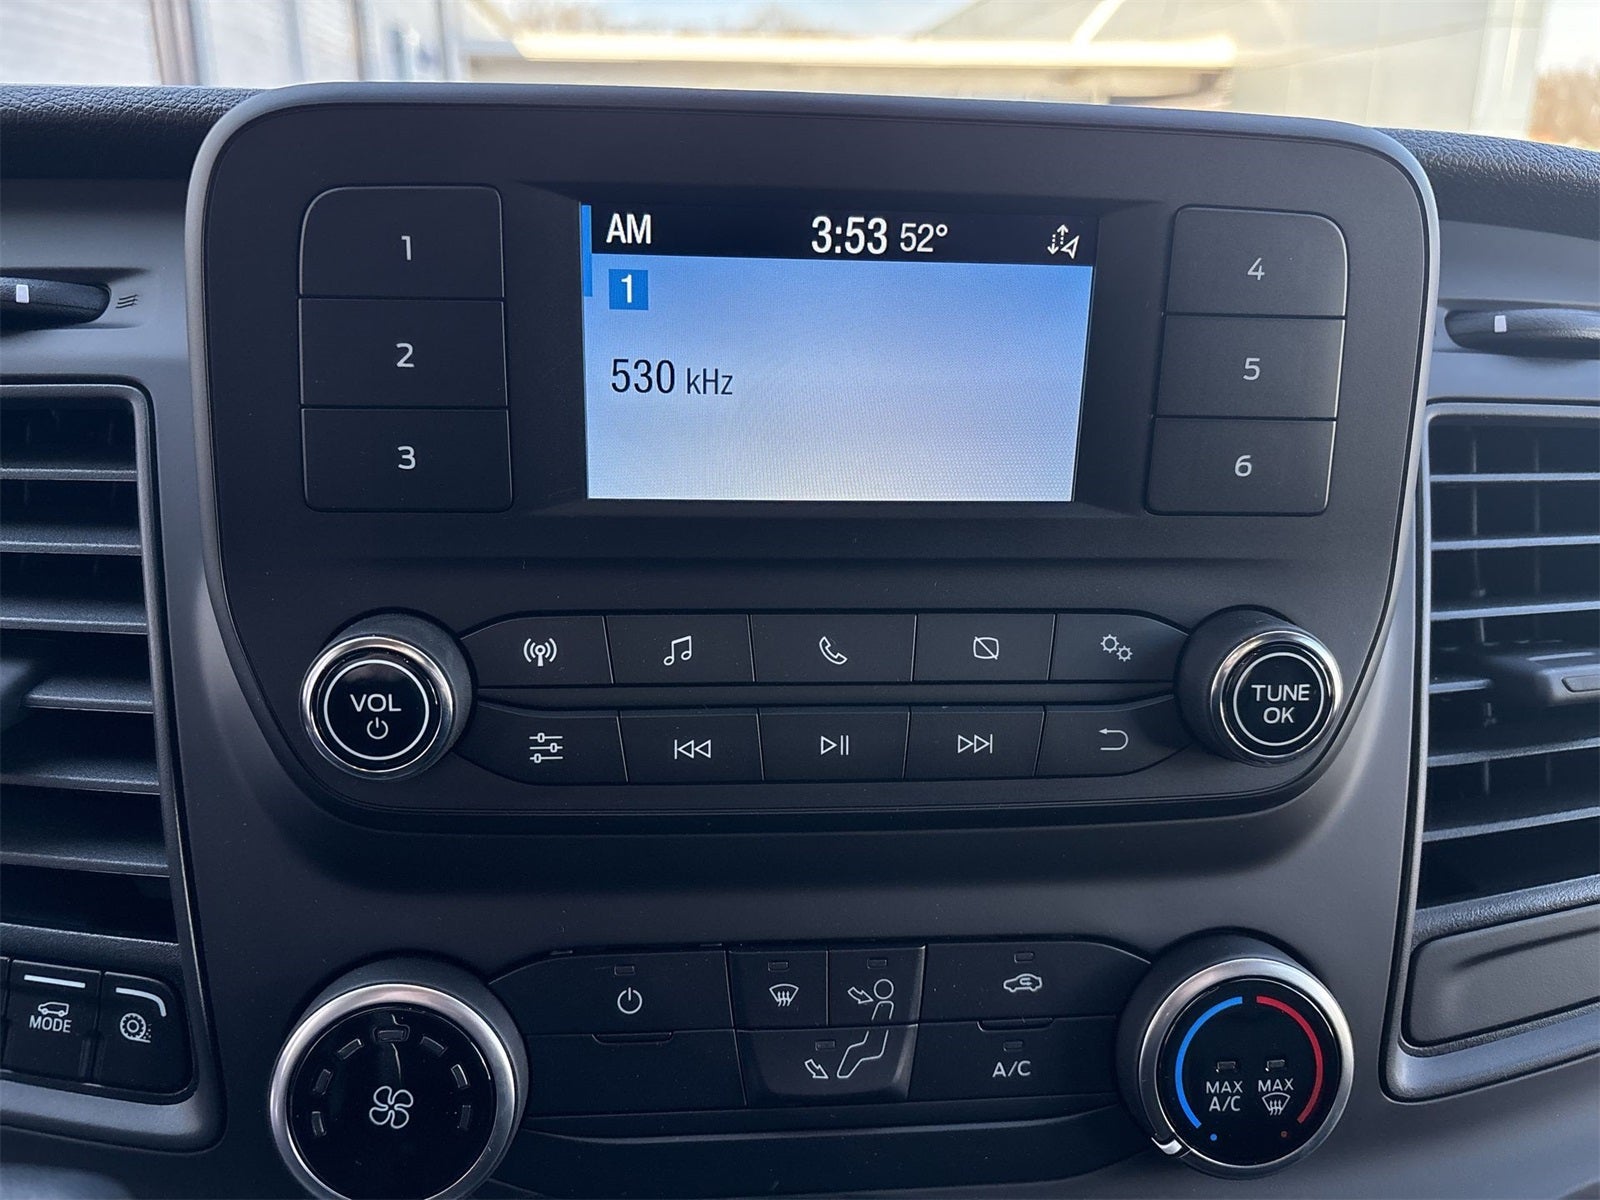 AM 3:53 52°
1
530 kHz
1
2
3
4
5
6
VOL
TUNE
OK
MODE
A/C
MAX
A/C
MAX